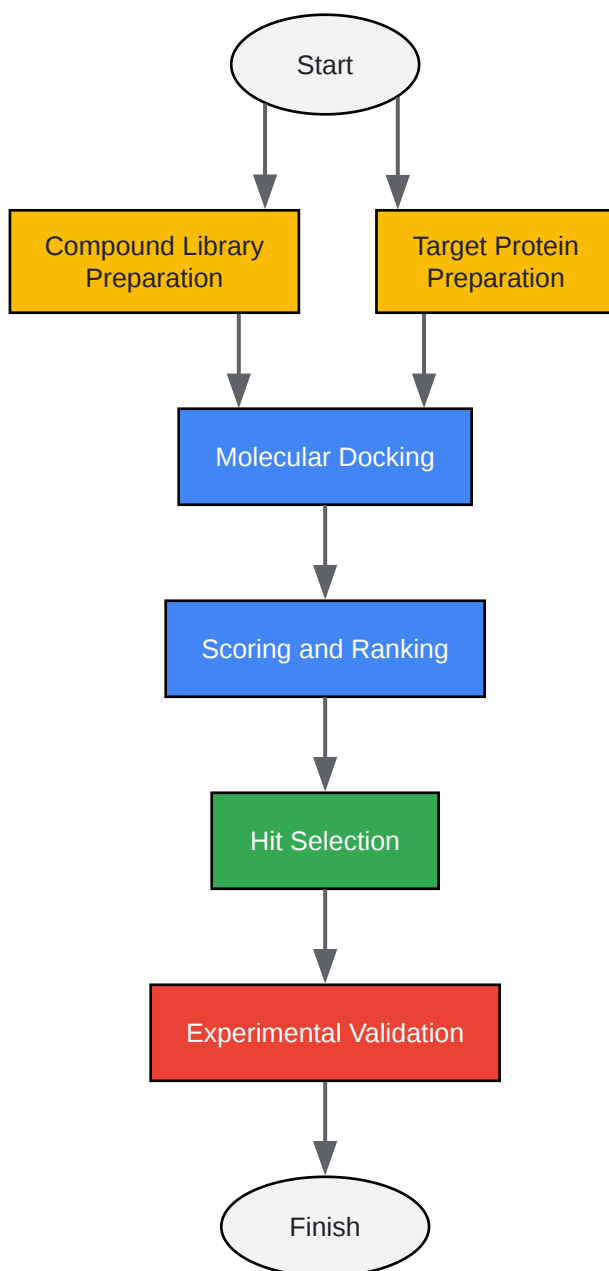 Start
Compound Library
Preparation
Target Protein
Preparation
Molecular Docking
Scoring and Ranking
Hit Selection
Experimental Validation
Finish